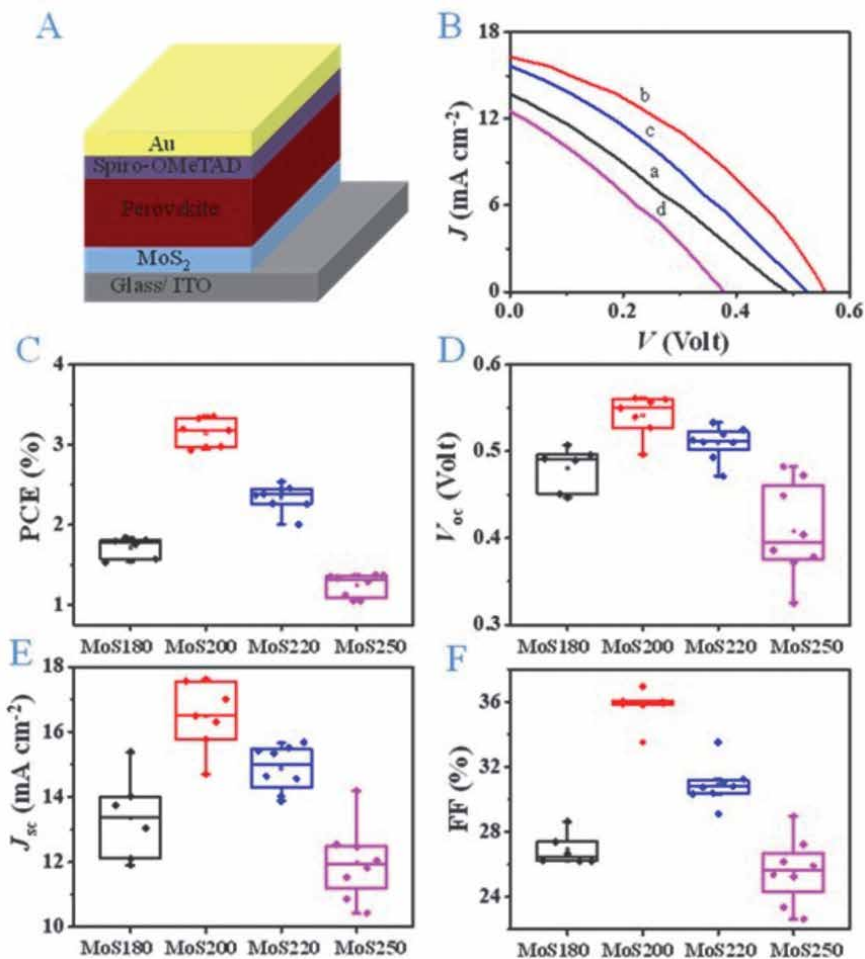 A
Au
Spiro-OMeTAD
Perovskite
MoS2
Glass/ ITO
B
18
12
6
0
J (mA cm-2)
b
c
a
d
0.0 0.2 0.4 0.6
V (Volt)
C
4
3
2
1
PCE (%)
MoS180 MoS200 MoS220 MoS250
D
0.6
0.5
0.4
0.3
Voc (Volt)
MoS180 MoS200 MoS220 MoS250
E
18
16
14
12
10
Jsc (mA cm-2)
MoS180 MoS200 MoS220 MoS250
F
36
32
28
24
FF (%)
MoS180 MoS200 MoS220 MoS250